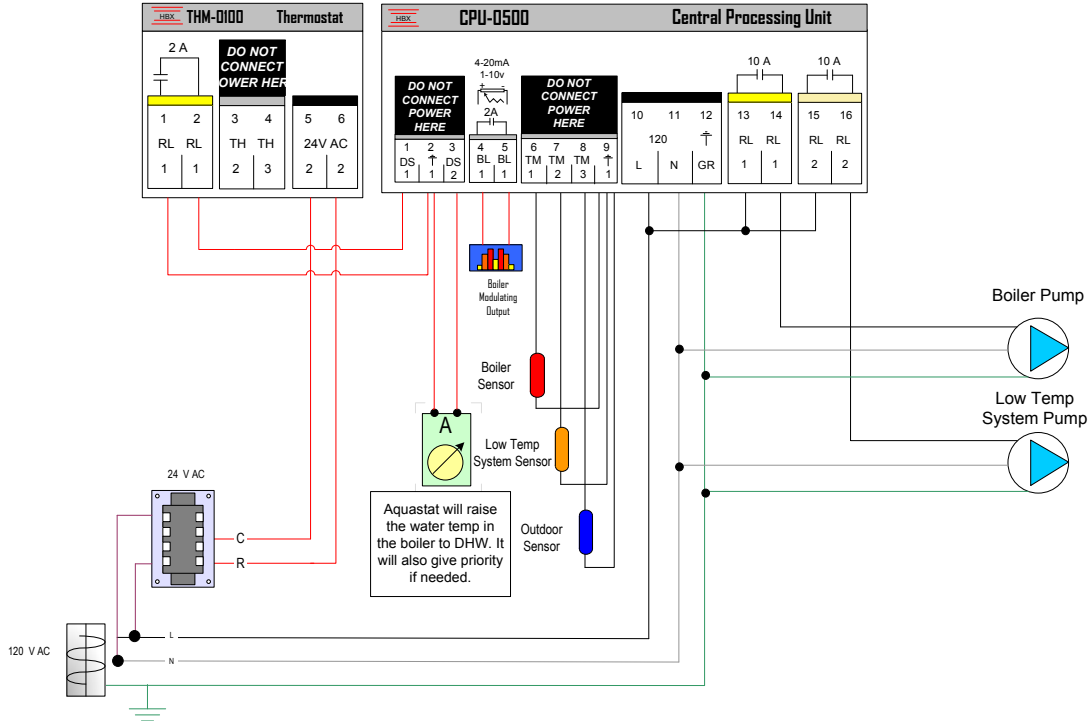 HBX THM-0100 Thermostat
2 A
DO NOT
CONNECT
OWER HER
1 2 3 4 5 6
RL RL TH TH 24V AC
1 1 2 3 2 2
HBX CPU-0500 Central Processing Unit
DO NOT
CONNECT
POWER
HERE
4-20mA
1-10v
+ -
2A
DO NOT
CONNECT
POWER
HERE
10 A
10 A
1 2 3 4 5 6 7 8 9 10 11 12 13 14 15 16
DS DS BL BL TM TM TM 120 RL RL RL RL
1 1 2 1 1 1 2 3 1 L N GR 1 1 2 2
Boiler
Modulating
Output
Boiler
Sensor
A
Low Temp
System Sensor
Aquastat will raise
the water temp in
the boiler to DHW. It
will also give priority
if needed.
Outdoor
Sensor
Boiler Pump
Low Temp
System Pump
24 V AC
C
R
120 V AC
L
N